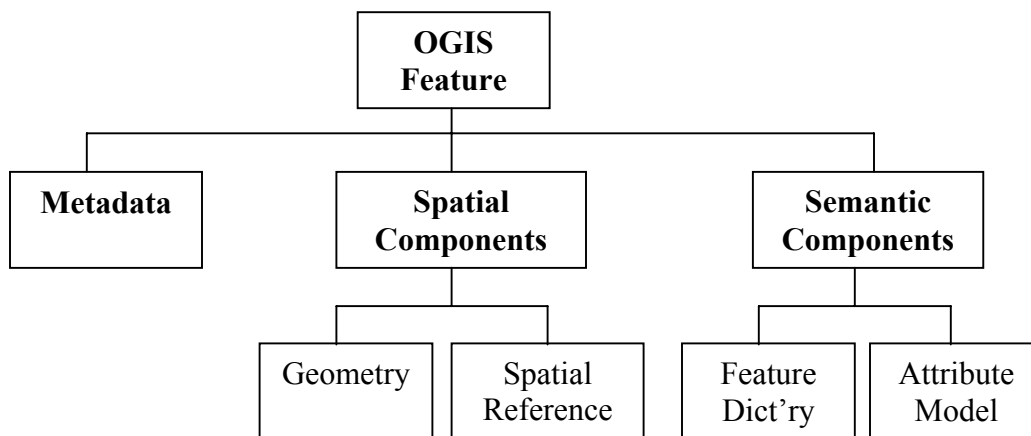 OGIS
Feature
Metadata
Spatial
Components
Semantic
Components
Geometry
Spatial
Reference
Feature
Dict’ry
Attribute
Model